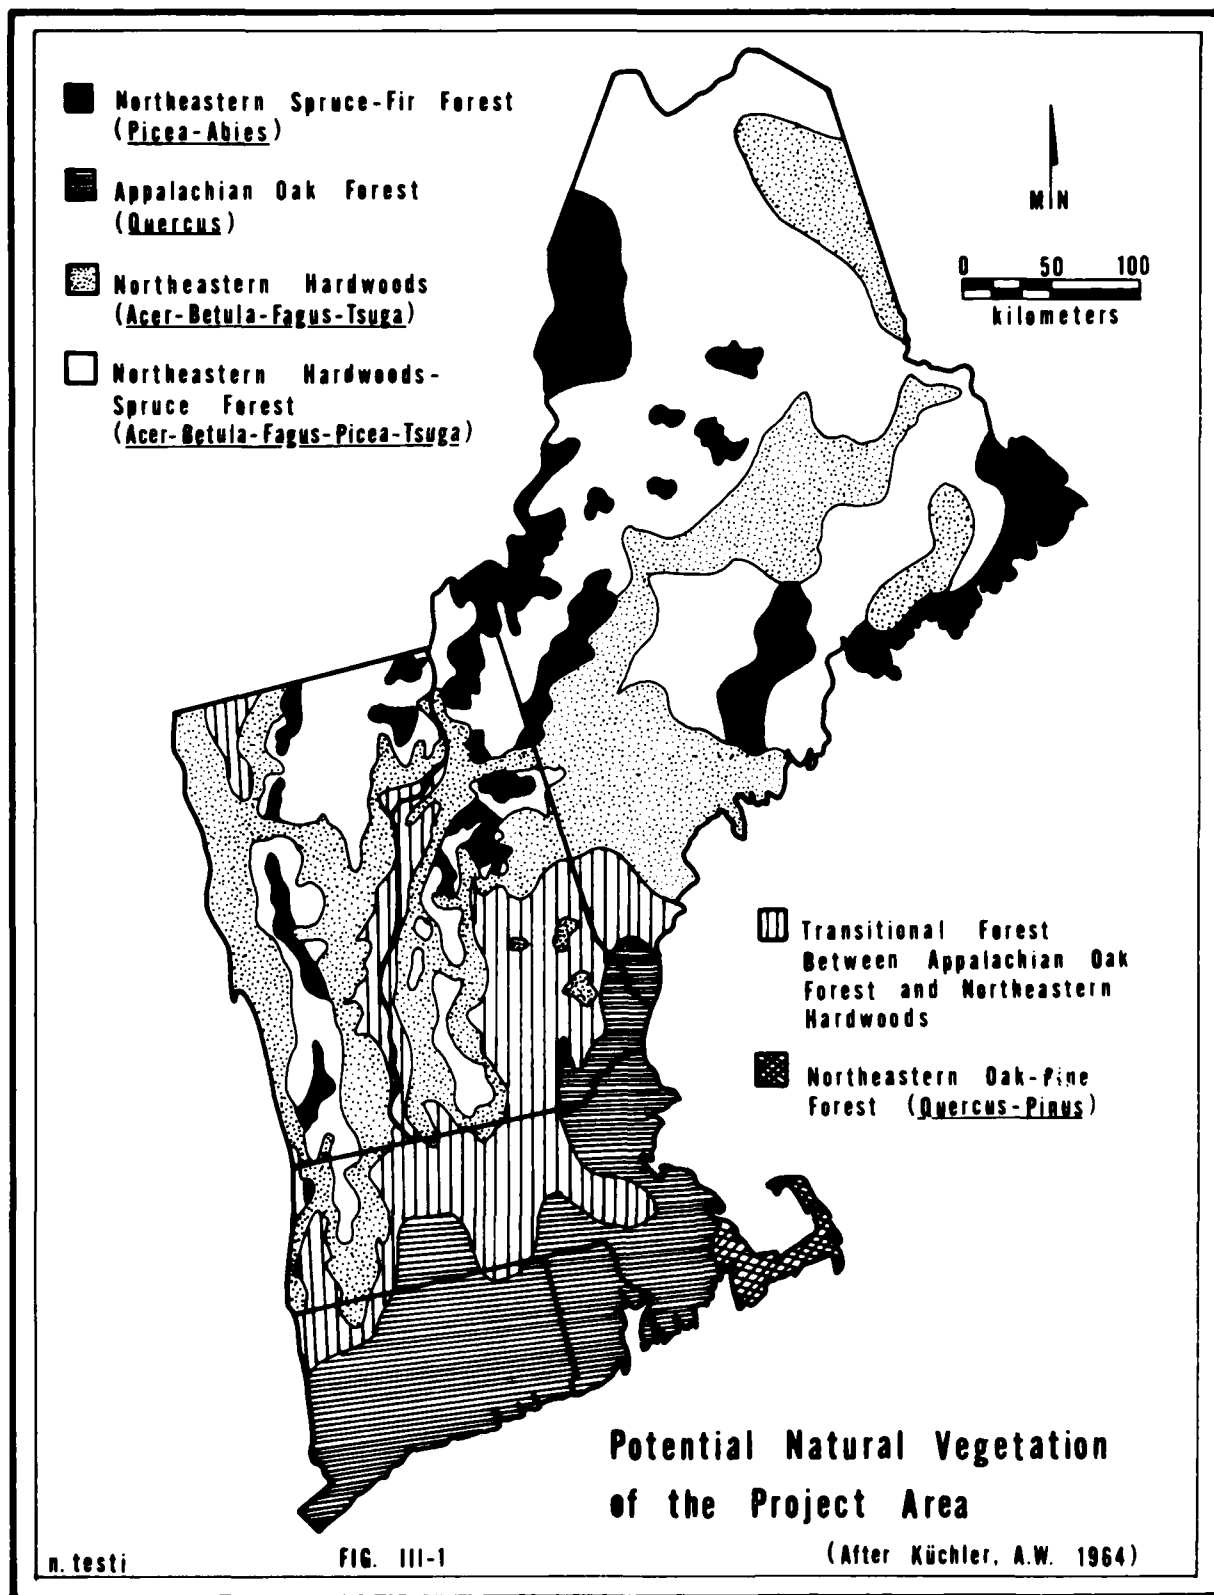 Northeastern Spruce-Fir Forest
(Picea-Abies)
Appalachian Oak Forest
(Quercus)
Northeastern Hardwoods
(Acer-Betula-Fagus-Tsuga)
Northeastern Hardwoods-
Spruce Forest
(Acer-Betula-Fagus-Picea-Tsuga)
MN
0 50 100
kilometers
Transitional Forest
Between Appalachian Oak
Forest and Northeastern
Hardwoods
Northeastern Oak-Pine
Forest (Quercus-Pinus)
Potential Natural Vegetation
of the Project Area
(After Küchler, A.W. 1964)
n. testi
FIG. III-1